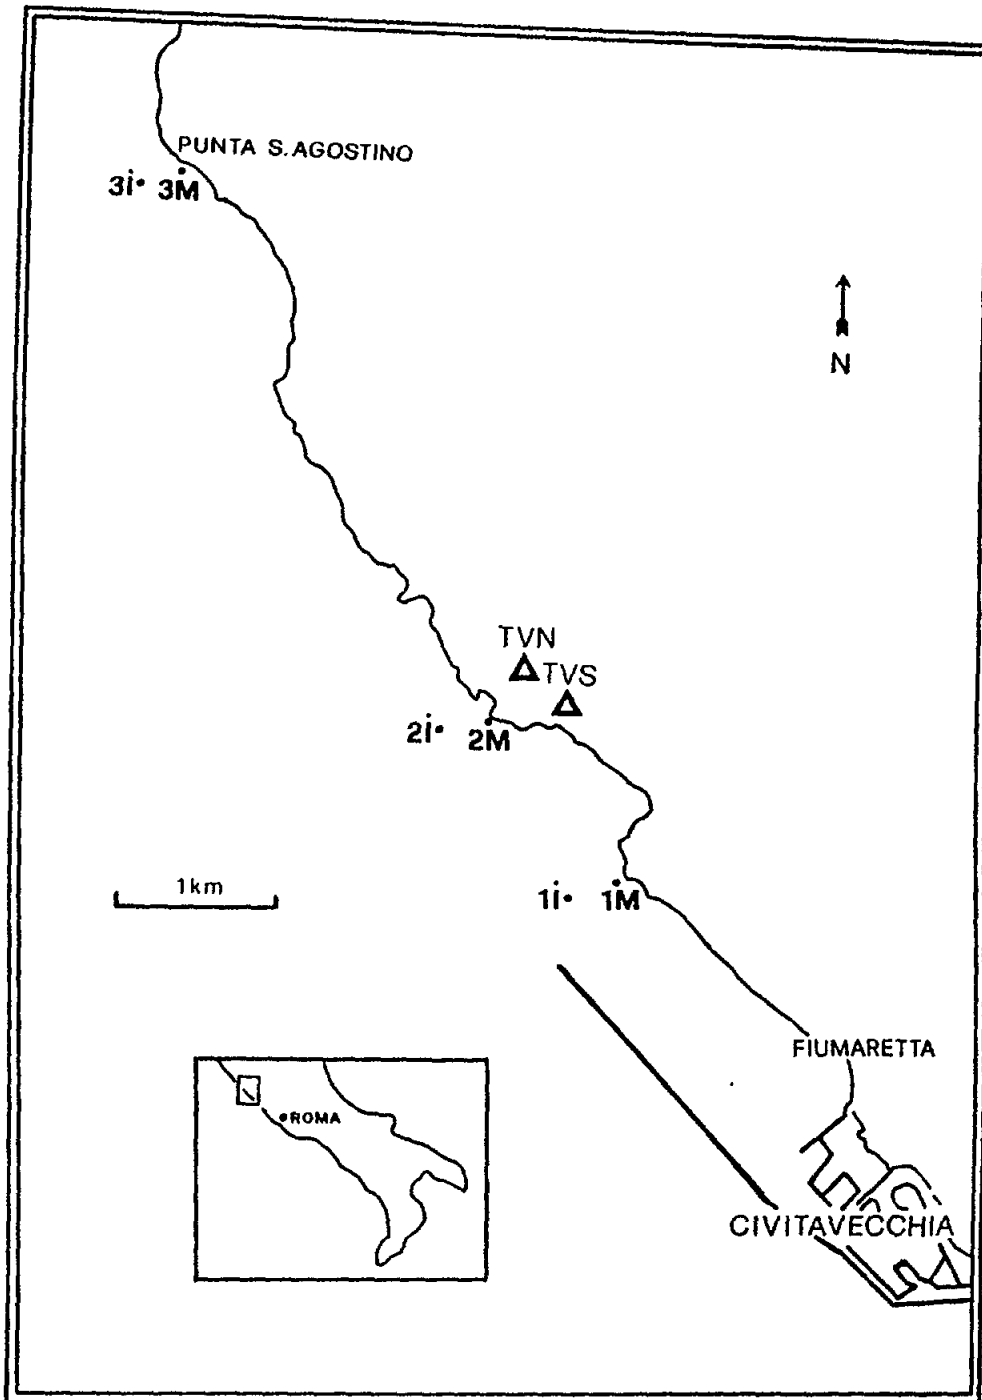 PUNTA S.AGOSTINO
3i 3M
N
TVN
TVS
2i 2M
1km
1i 1M
FIUMARETTA
ROMA
CIVITAVECCHIA